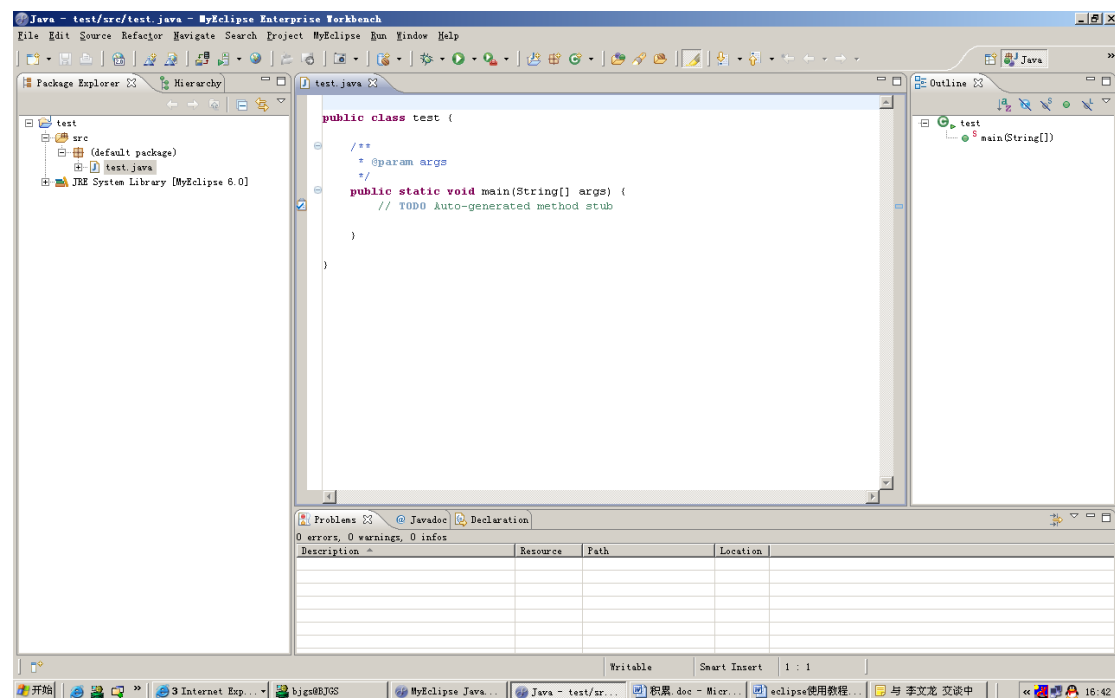 Java - test/src/test.java - MyEclipse Enterprise Workbench
File Edit Source Refactor Navigate Search Project MyEclipse Run Window Help
Java
Package Explorer
Hierarchy
test.java
Outline
test
src
(default package)
test.java
JRE System Library [MyEclipse 6.0]
public class test {
/**
* @param args
*/
public static void main(String[] args) {
// TODO Auto-generated method stub
}
}
test
main(String[])
Problems @ Javadoc Declaration
0 errors, 0 warnings, 0 infos
Description Resource Path Location
Writable Smart Insert 1 : 1
开始 3 Internet Exp... bjgs@BJGS MyEclipse Java... Java - test/sr... 积累.doc - Micr... eclipse使用教程... 与 李文龙 交谈中 16:42